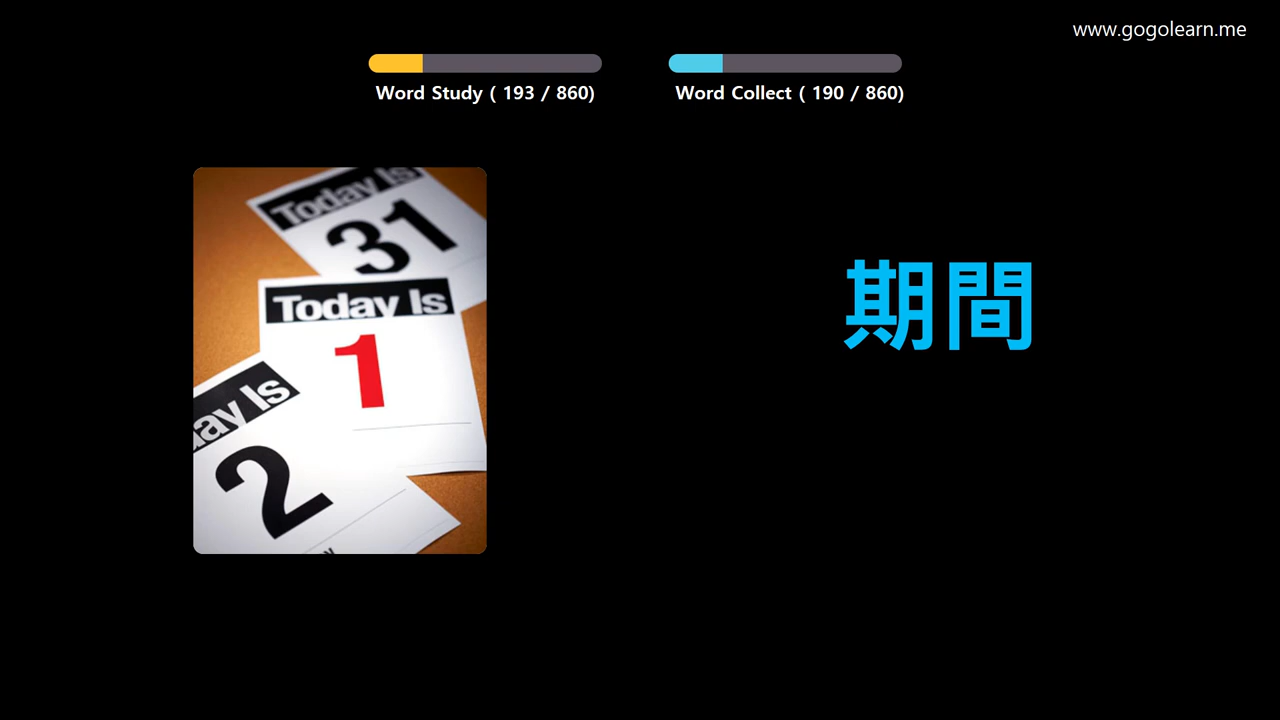 www.gogolearn.me
Word Study ( 193 / 860)
Word Collect ( 190 / 860)
Today Is
31
Today Is
1
ay Is
2
期間